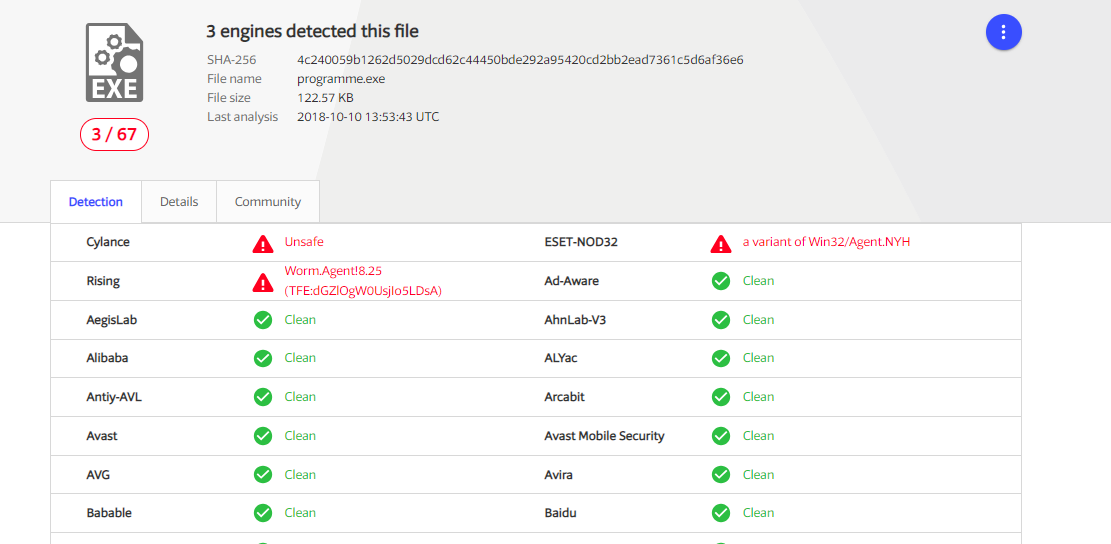 3 engines detected this file
SHA-256 4c240059b1262d5029dcd62c44450bde292a95420cd2bb2ead7361c5d6af36e6
File name programme.exe
File size 122.57 KB
Last analysis 2018-10-10 13:53:43 UTC
EXE
3 / 67
Detection Details Community
Cylance Unsafe ESET-NOD32 a variant of Win32/Agent.NYH
Rising Worm.Agent!8.25 (TFE:dGZlOgW0UsjIo5LDsA) Ad-Aware Clean
AegisLab Clean AhnLab-V3 Clean
Alibaba Clean ALYac Clean
Antiy-AVL Clean Arcabit Clean
Avast Clean Avast Mobile Security Clean
AVG Clean Avira Clean
Babable Clean Baidu Clean